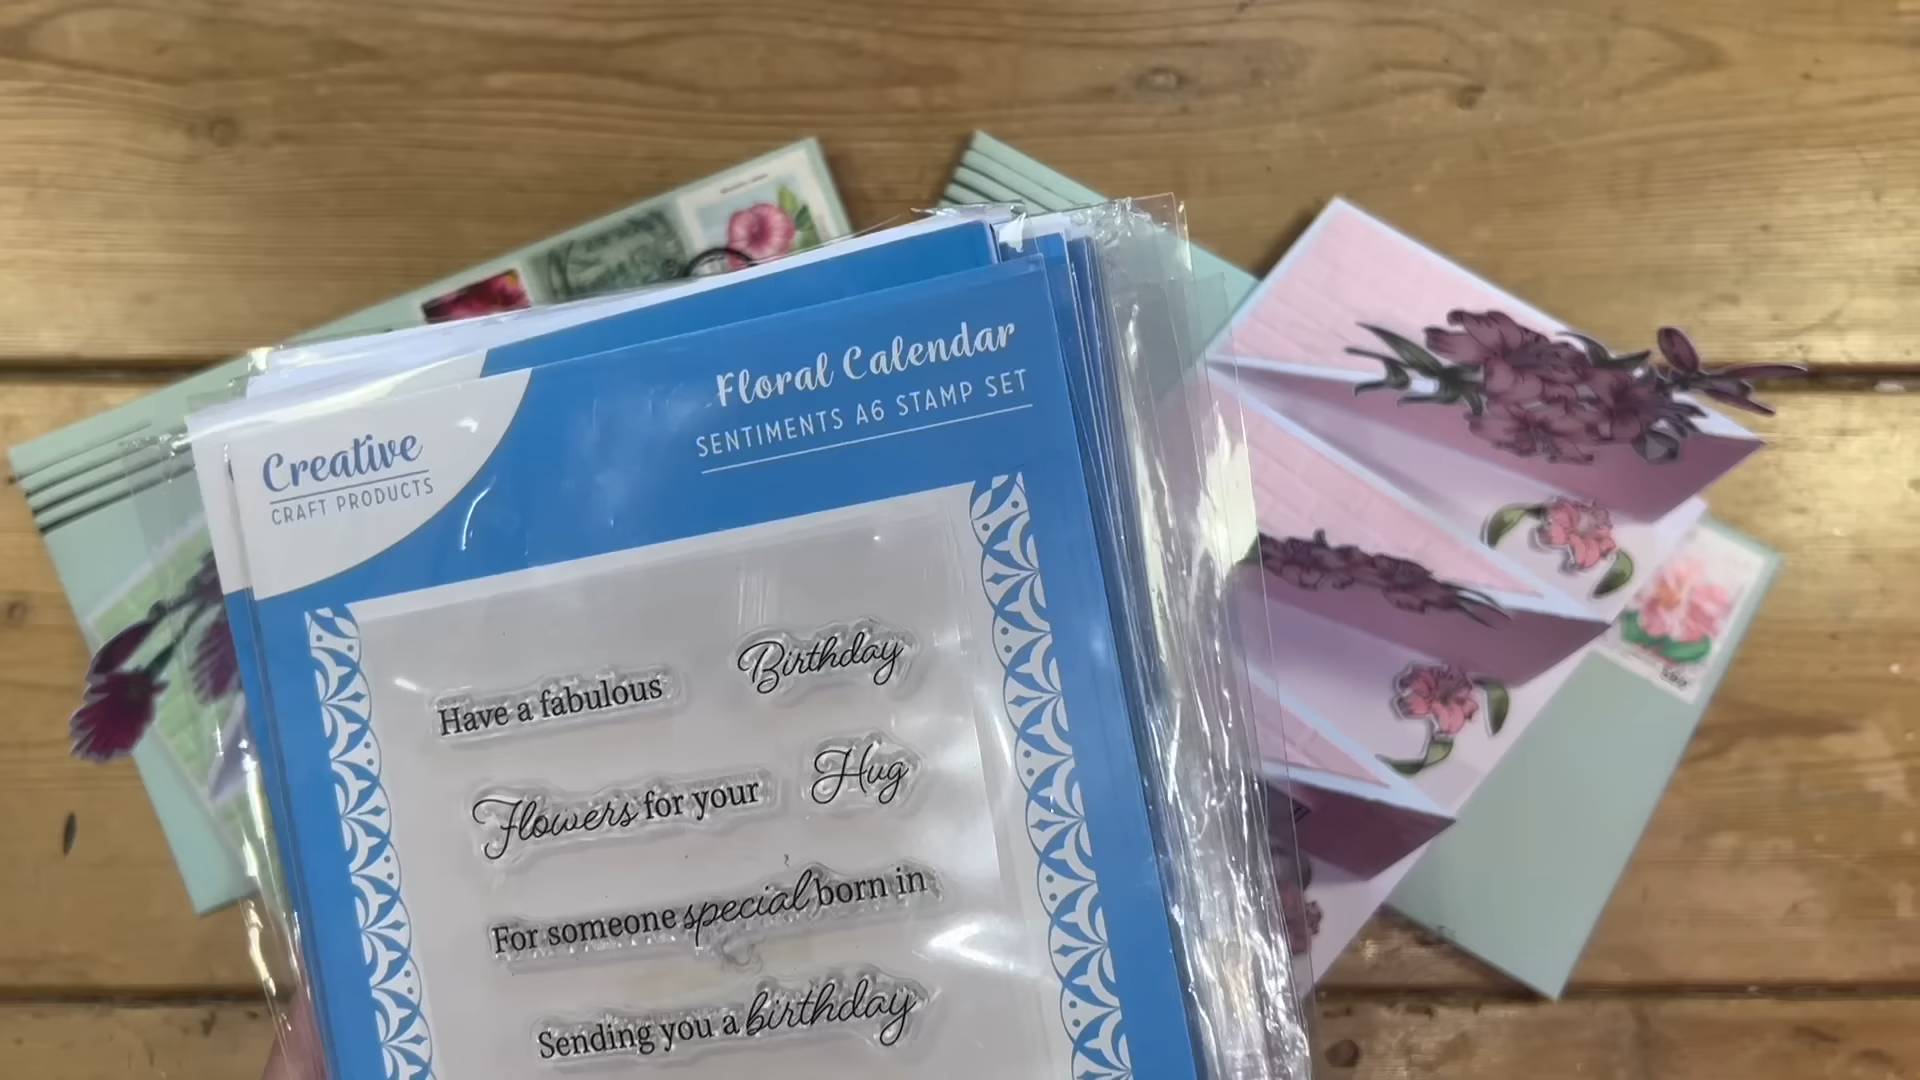 Floral Calendar
SENTIMENTS A6 STAMP SET
Creative
CRAFT PRODUCTS
Have a fabulous
Birthday
Flowers for your
Hug
For someone special born in
Sending you a birthday